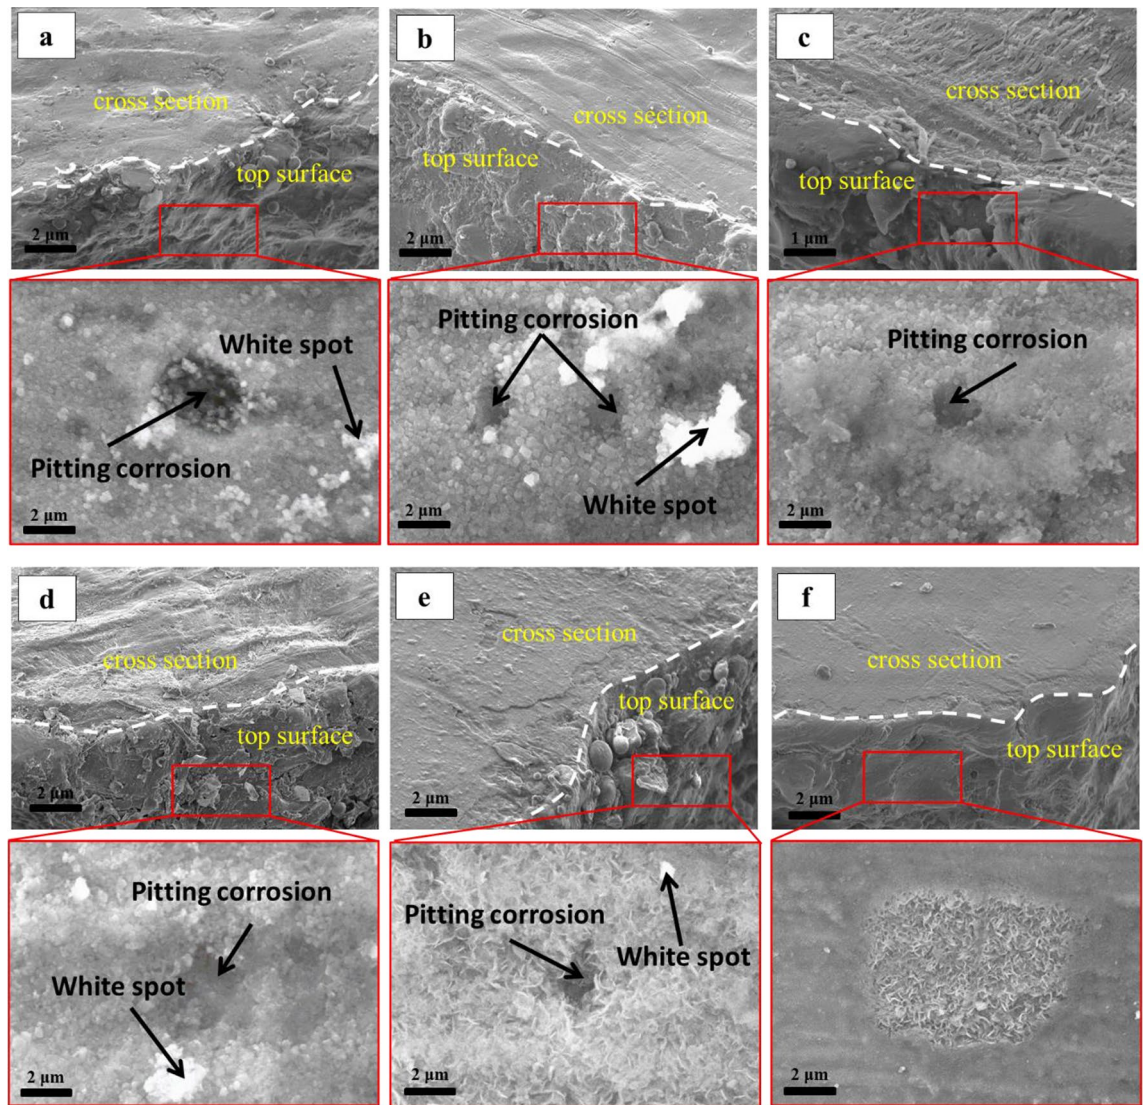 a
cross section
top surface
2 μm
b
cross section
top surface
2 μm
c
cross section
top surface
1 μm
White spot
Pitting corrosion
2 μm
Pitting corrosion
White spot
2 μm
Pitting corrosion
2 μm
d
cross section
top surface
2 μm
e
cross section
top surface
2 μm
f
cross section
top surface
2 μm
Pitting corrosion
White spot
2 μm
Pitting corrosion
White spot
2 μm
2 μm